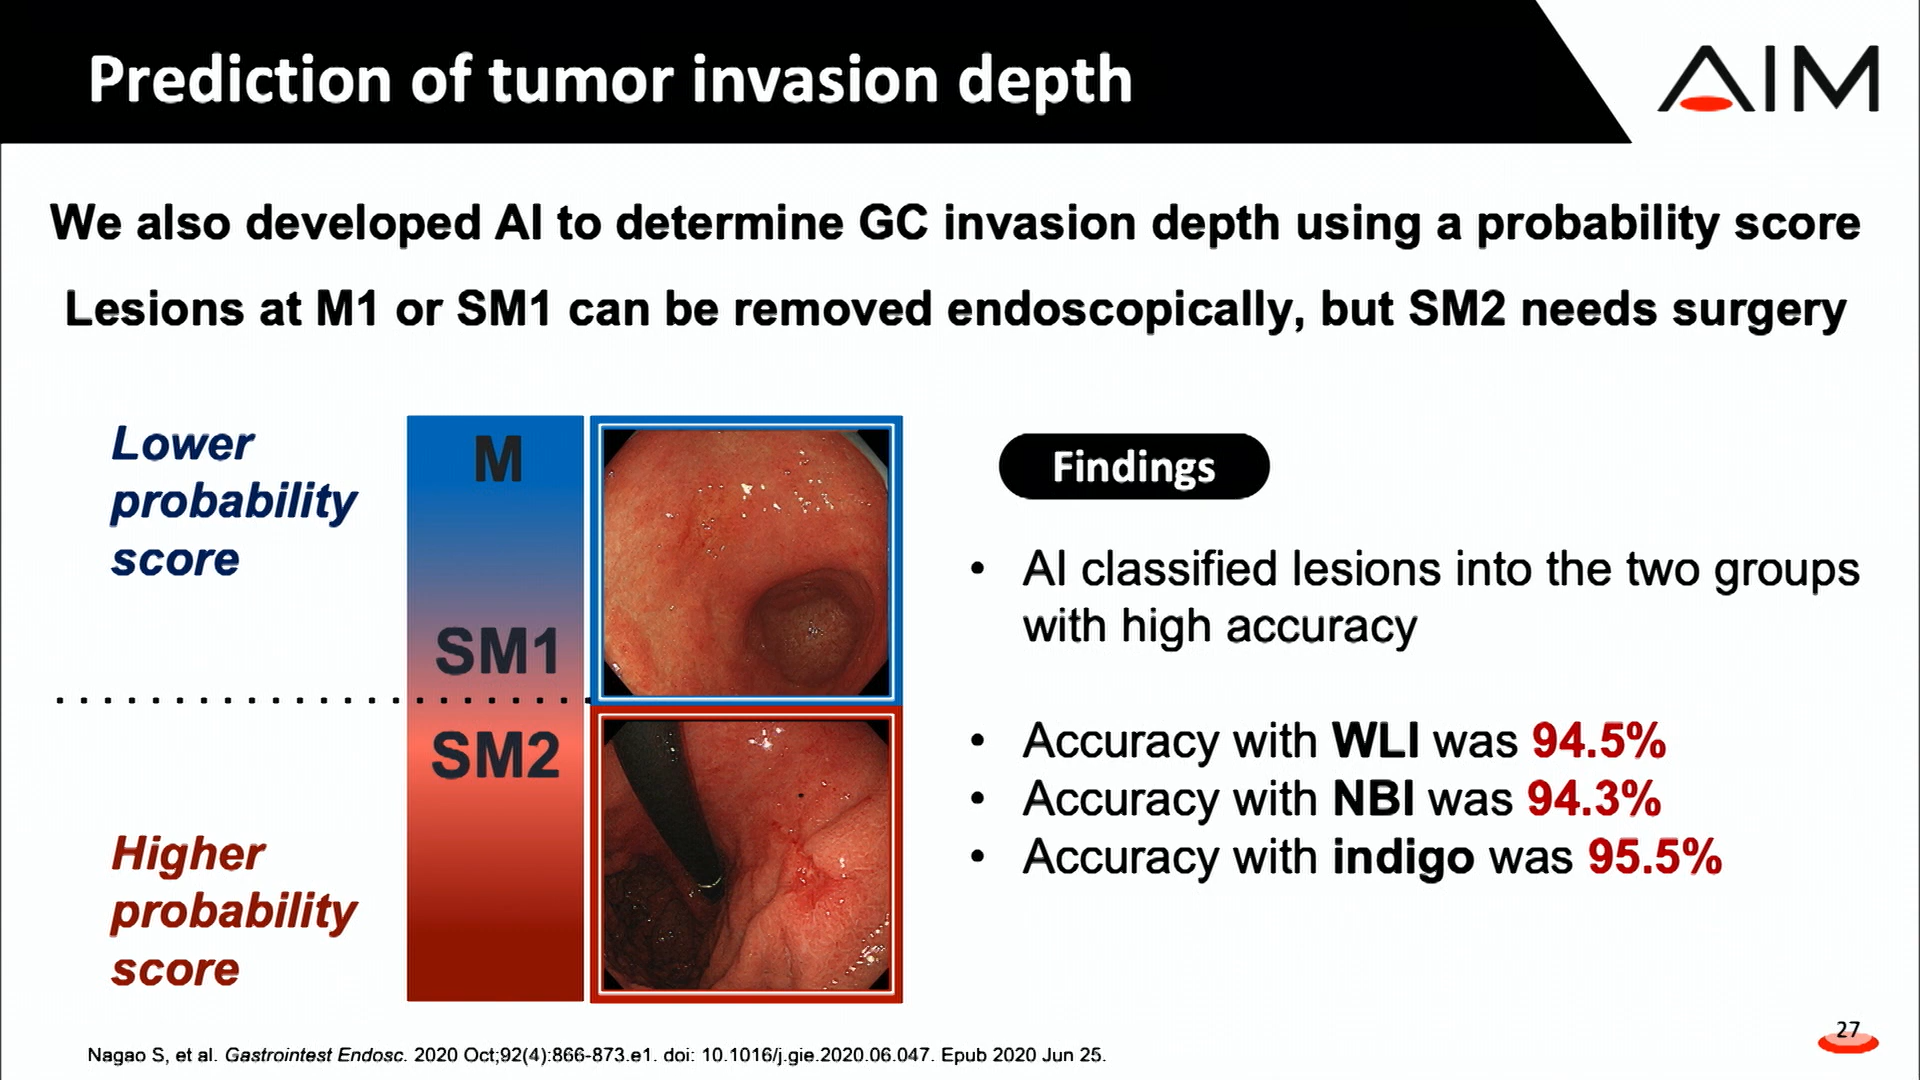 Prediction of tumor invasion depth
AIM
We also developed AI to determine GC invasion depth using a probability score
Lesions at M1 or SM1 can be removed endoscopically, but SM2 needs surgery
Lower
probability
score
M
SM1
SM2
Higher
probability
score
Findings
• AI classified lesions into the two groups
with high accuracy
• Accuracy with WLI was 94.5%
• Accuracy with NBI was 94.3%
• Accuracy with indigo was 95.5%
27
Nagao S, et al. Gastrointest Endosc. 2020 Oct;92(4):866-873.e1. doi: 10.1016/j.gie.2020.06.047. Epub 2020 Jun 25.